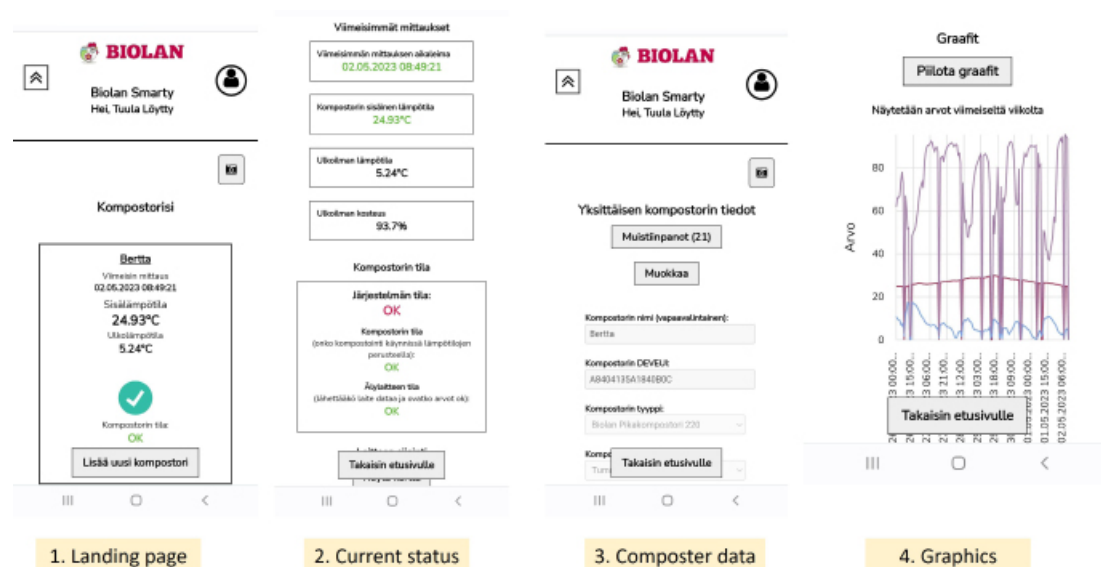 BIOLAN
Biolan Smarty
Hei, Tuula Löytty
Kompostorisi
Bertta
Viimeisin mittaus
02.05.2023 08:49:21
Sisälämpötila
24.93°C
Ulkolämpötila
5.24°C
Kompostorin tila:
OK
Lisää uusi kompostori
1. Landing page
Viimeisimmät mittaukset
Viimeisimmän mittauksen aikaleima
02.05.2023 08:49:21
Kompostorin sisäinen lämpötila
24.93°C
Ulkoilman lämpötila
5.24°C
Ulkoilman kosteus
93.7%
Kompostorin tila
Järjestelmän tila:
OK
Kompostorin tila
(onko kompostointi käynnissä lämpötilojen
perusteella):
OK
Älylaitteen tila
(lähettääkö laite dataa ja ovatko arvot ok):
OK
Takaisin etusivulle
2. Current status
BIOLAN
Biolan Smarty
Hei, Tuula Löytty
Yksittäisen kompostorin tiedot
Muistiinpanot (21)
Muokkaa
Kompostorin nimi (vapaavalintainen):
Bertta
Kompostorin DEVEUI:
A8404135A1840B0C
Kompostorin tyyppi:
Biolan Pikakompostori 220
Takaisin etusivulle
3. Composter data
Graafit
Piilota graafit
Näytetään arvot viimeiseltä viikolta
Arvo
80
60
40
20
0
01.05.2023 15:00...
02.05.2023 06:00...
Takaisin etusivulle
4. Graphics